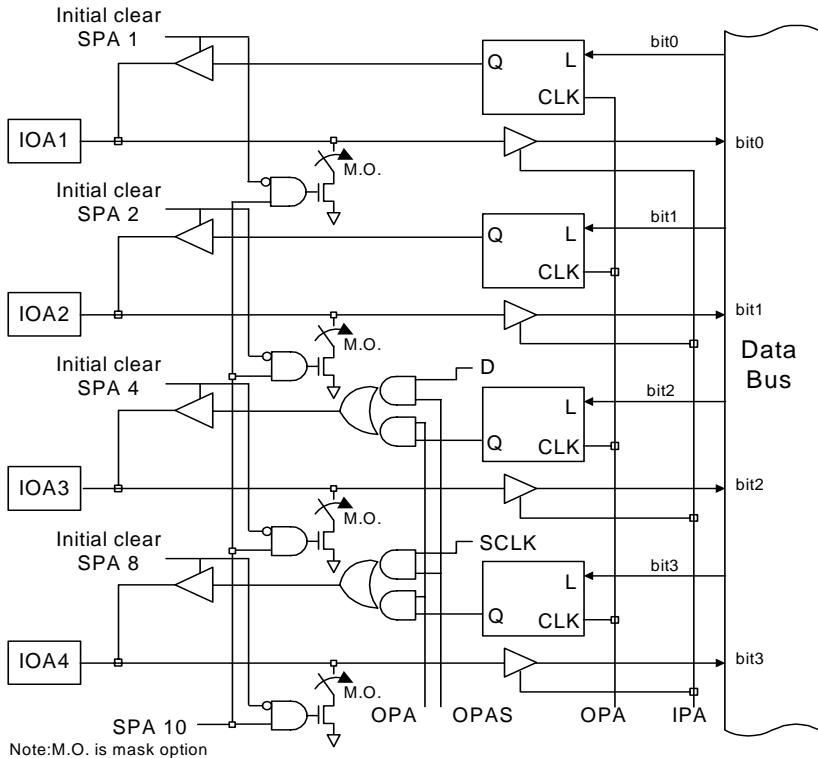 Initial clear
SPA 1
Q
L
CLK
bit0
IOA1
bit0
M.O.
Initial clear
SPA 2
Q
L
CLK
bit1
IOA2
bit1
M.O.
Data
Bus
Initial clear
SPA 4
D
Q
L
CLK
bit2
IOA3
bit2
M.O.
Initial clear
SPA 8
SCLK
Q
L
CLK
bit3
IOA4
bit3
M.O.
SPA 10
OPA
OPAS
OPA
IPA
Note:M.O. is mask option